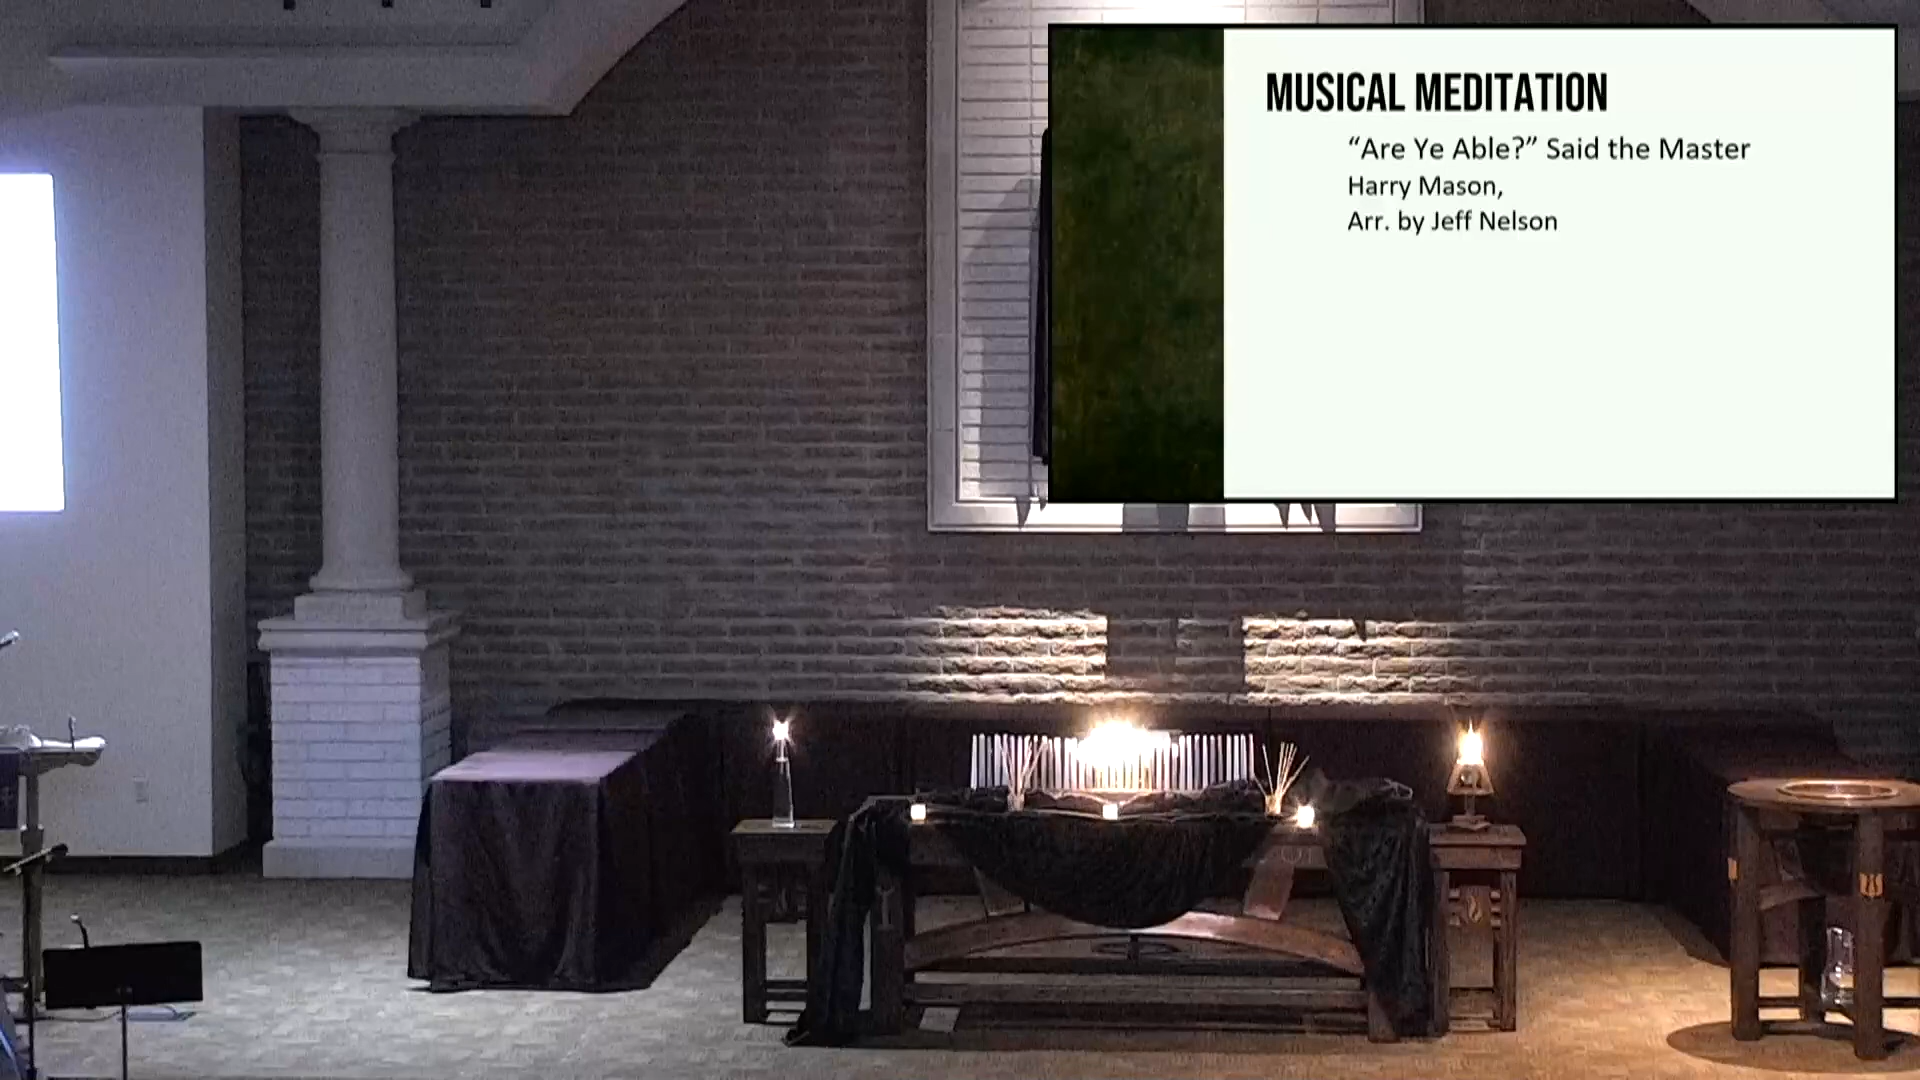 MUSICAL MEDITATION
“Are Ye Able?” Said the Master
Harry Mason,
Arr. by Jeff Nelson